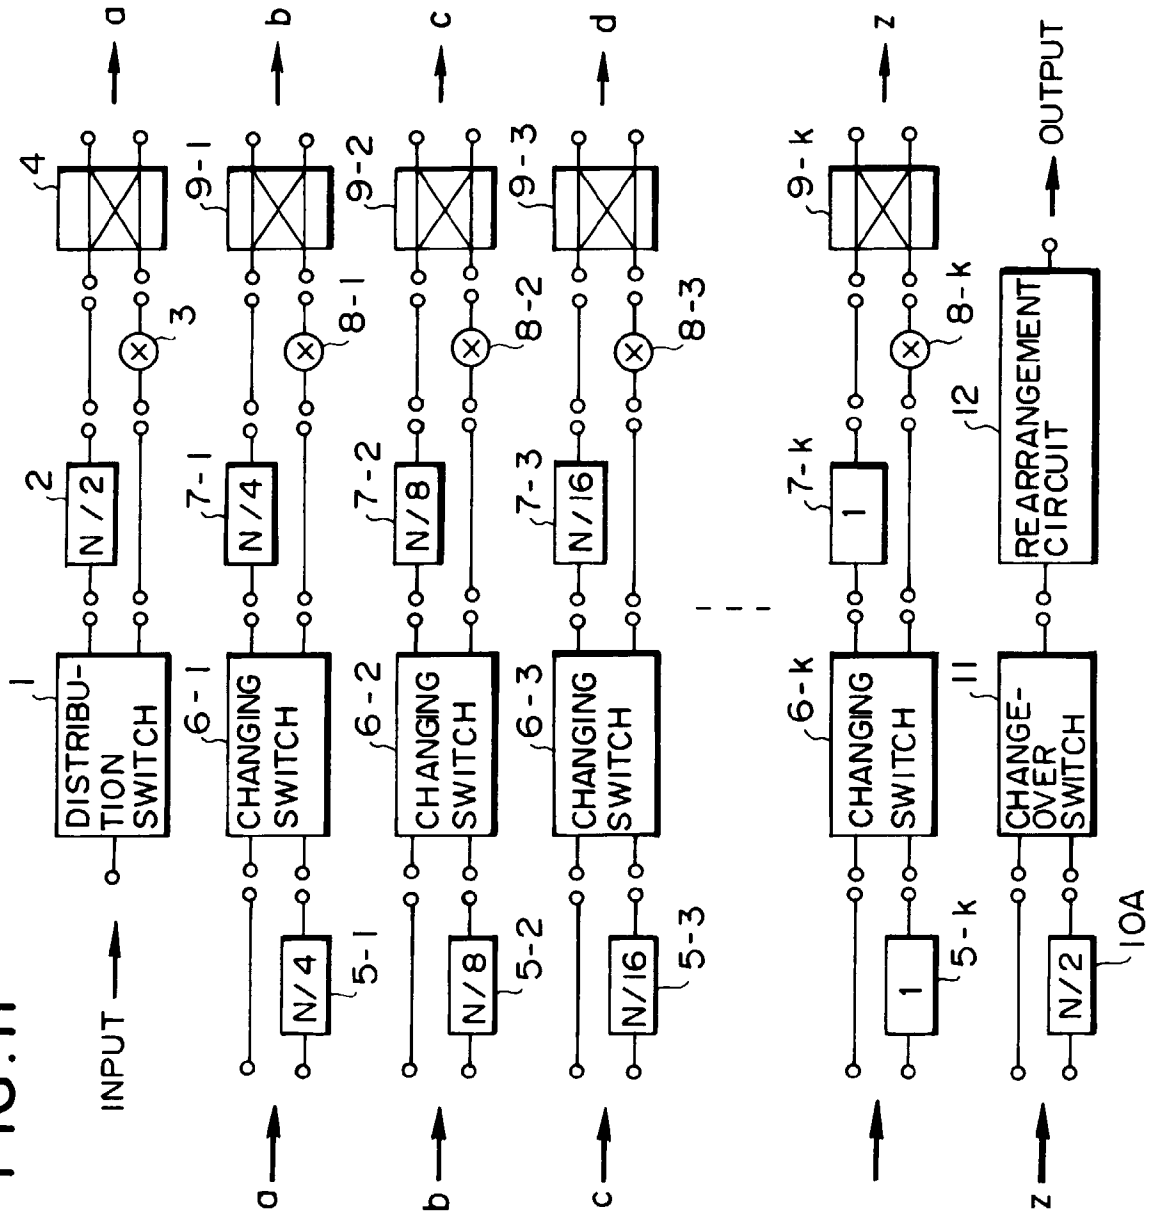 INPUT
1
DISTRIBU-
TION
SWITCH
2
N/2
3
4
a
a
N/4
5-1
6-1
CHANGING
SWITCH
7-1
N/4
8-1
9-1
b
b
N/8
5-2
6-2
CHANGING
SWITCH
7-2
N/8
8-2
9-2
c
c
N/16
5-3
6-3
CHANGING
SWITCH
7-3
N/16
8-3
9-3
d
1
5-k
6-k
CHANGING
SWITCH
7-k
1
8-k
9-k
z
z
N/2
10A
11
CHANGE-
OVER
SWITCH
12
REARRANGEMENT
CIRCUIT
OUTPUT